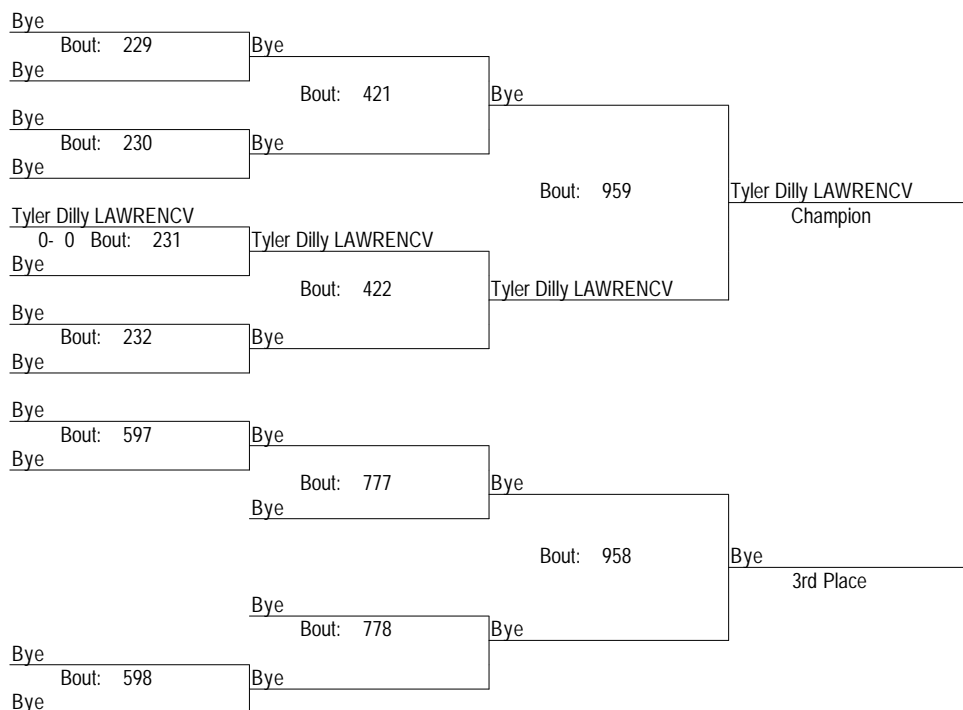 Bye
Bout: 229
Bye
Bye
Bout: 421
Bye
Bye
Bout: 230
Bye
Bye
Bout: 959
Tyler Dilly LAWRENCV
Champion
Tyler Dilly LAWRENCV
0- 0 Bout: 231
Tyler Dilly LAWRENCV
Bye
Bout: 422
Tyler Dilly LAWRENCV
Bye
Bout: 232
Bye
Bye
Bye
Bout: 597
Bye
Bye
Bout: 777
Bye
Bye
Bout: 958
Bye
3rd Place
Bye
Bout: 778
Bye
Bye
Bout: 598
Bye
Bye